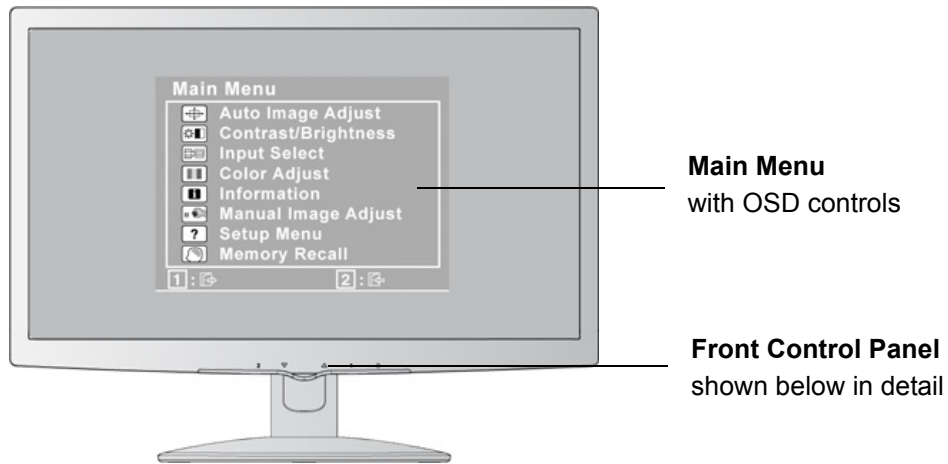 Main Menu
Auto Image Adjust
Contrast/Brightness
Input Select
Color Adjust
Information
Manual Image Adjust
? Setup Menu
Memory Recall
1 : 2 :
Main Menu
with OSD controls
Front Control Panel
shown below in detail